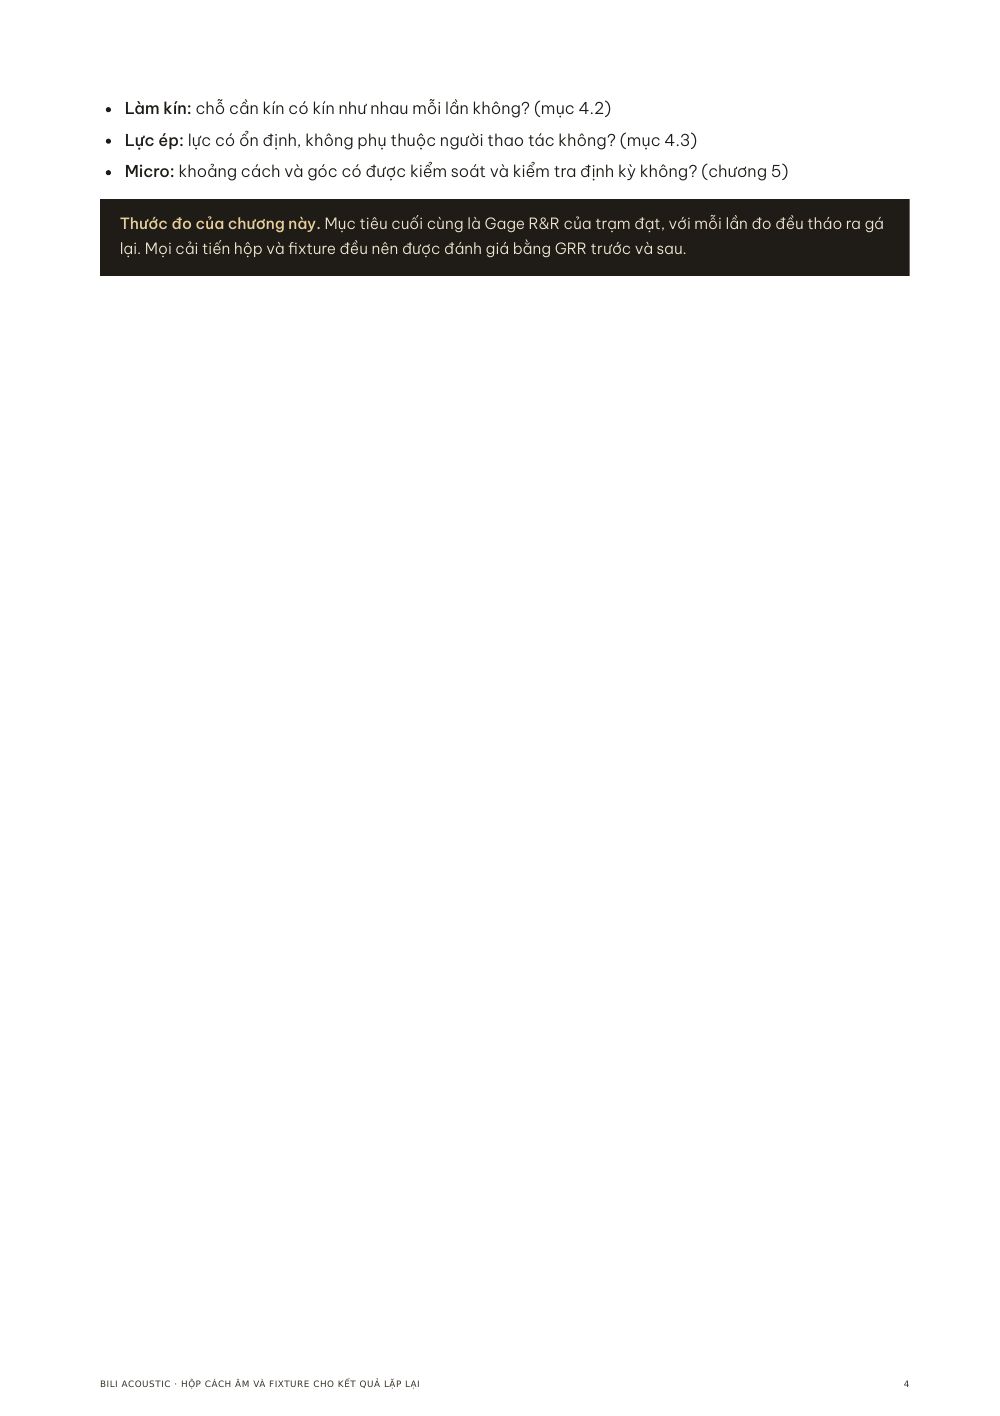 • Làm kín: chỗ cần kín có kín như nhau mỗi lần không? (mục 4.2)
• Lực ép: lực có ổn định, không phụ thuộc người thao tác không? (mục 4.3)
• Micro: khoảng cách và góc có được kiểm soát và kiểm tra định kỳ không? (chương 5)
Thước đo của chương này. Mục tiêu cuối cùng là Gage R&R của trạm đạt, với mỗi lần đo đều tháo ra gá
lại. Mọi cải tiến hộp và fixture đều nên được đánh giá bằng GRR trước và sau.
BILI ACOUSTIC · HỘP CÁCH ÂM VÀ FIXTURE CHO KẾT QUẢ LẶP LẠI 4